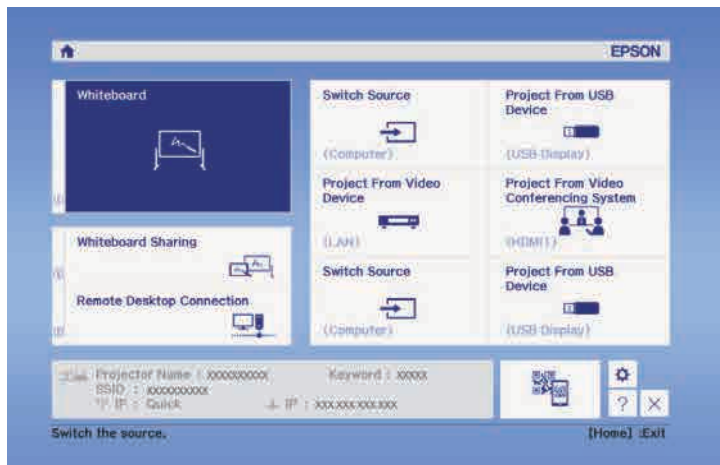 EPSON
Whiteboard
Switch Source
(Computer)
Project From USB
Device
(USB Display)
Project From Video
Device
(LAN)
Project From Video
Conferencing System
(HDMI1)
Whiteboard Sharing
Remote Desktop Connection
Switch Source
(Computer)
Project From USB
Device
(USB Display)
Projector Name : xxxxxxxxxx Keyword : xxxxx
SSID : xxxxxxxxxx
IP : Quick IP : xxx.xxx.xxx.xxx
?
Switch the source.
[Home] :Exit